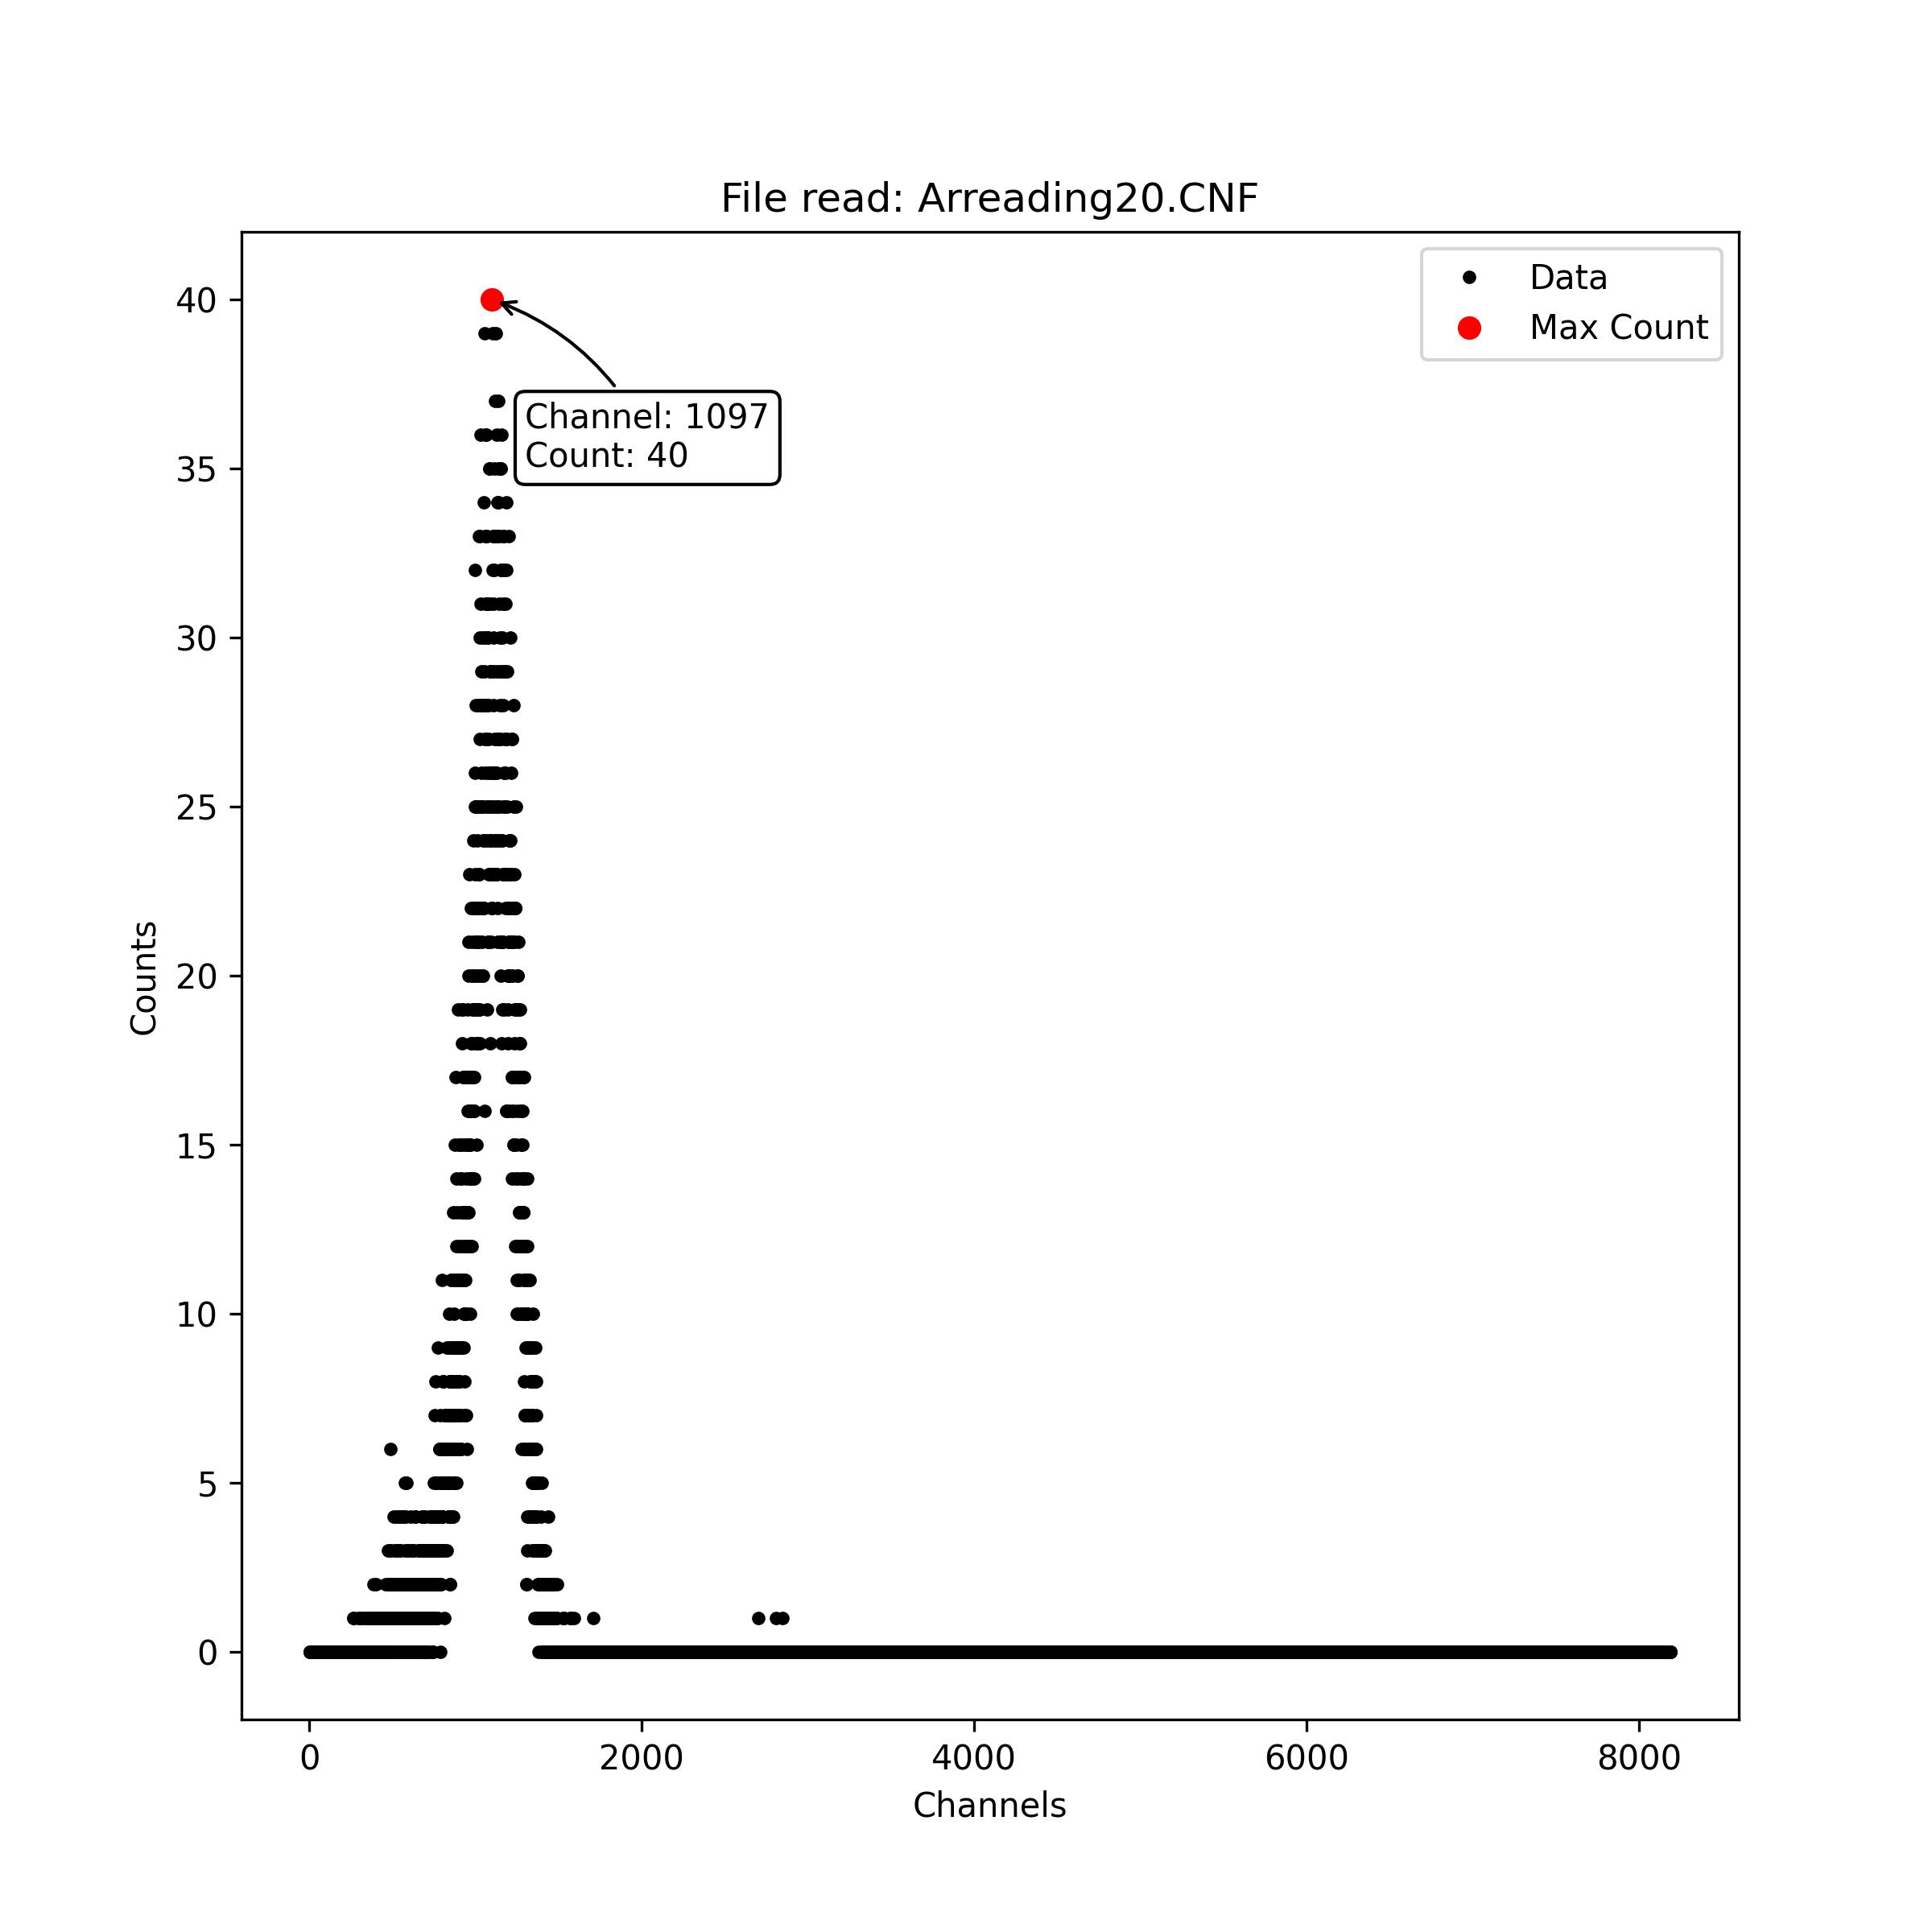 File read: Arreading20.CNF
Data
Max Count
Channel: 1097
Count: 40
Counts
40
35
30
25
20
15
10
5
0
0 2000 4000 6000 8000
Channels